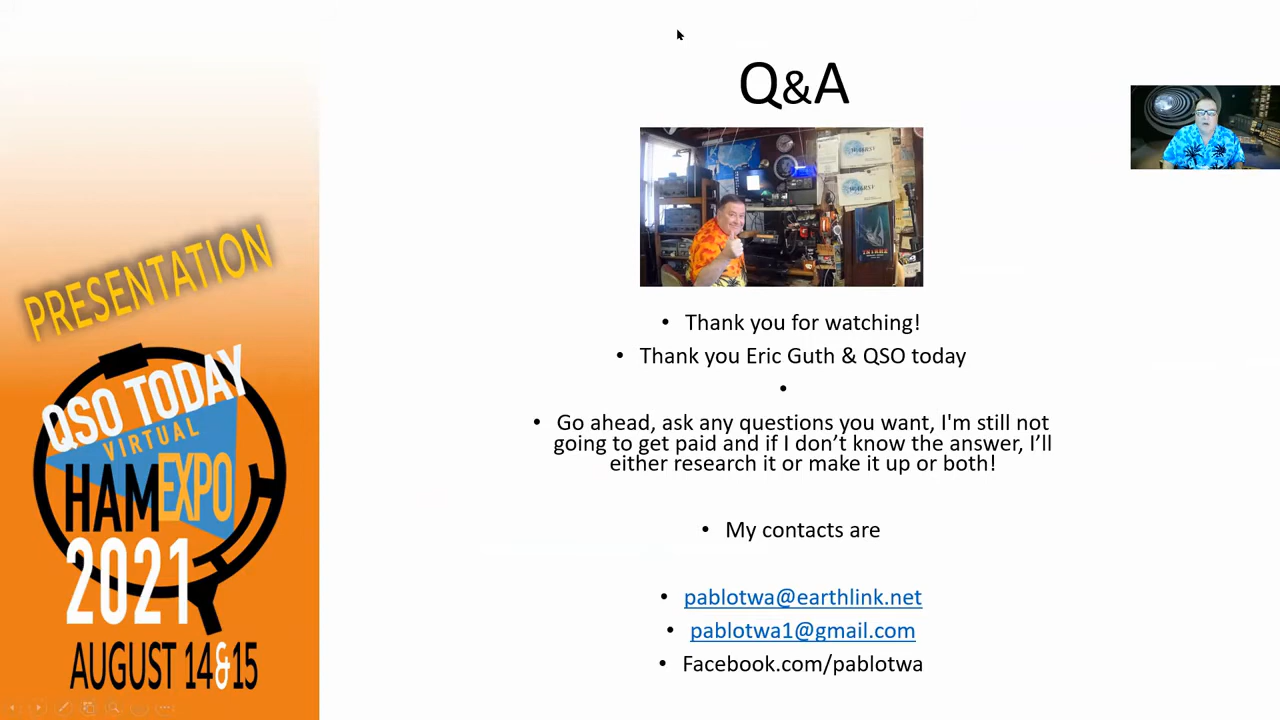 Q&A
PRESENTATION
QSO TODAY
VIRTUAL
HAM EXPO
2021
AUGUST 14&15
• Thank you for watching!
• Thank you Eric Guth & QSO today
•
• Go ahead, ask any questions you want, I'm still not
going to get paid and if I don’t know the answer, I’ll
either research it or make it up or both!
• My contacts are
• pablotwa@earthlink.net
• pablotwa1@gmail.com
• Facebook.com/pablotwa